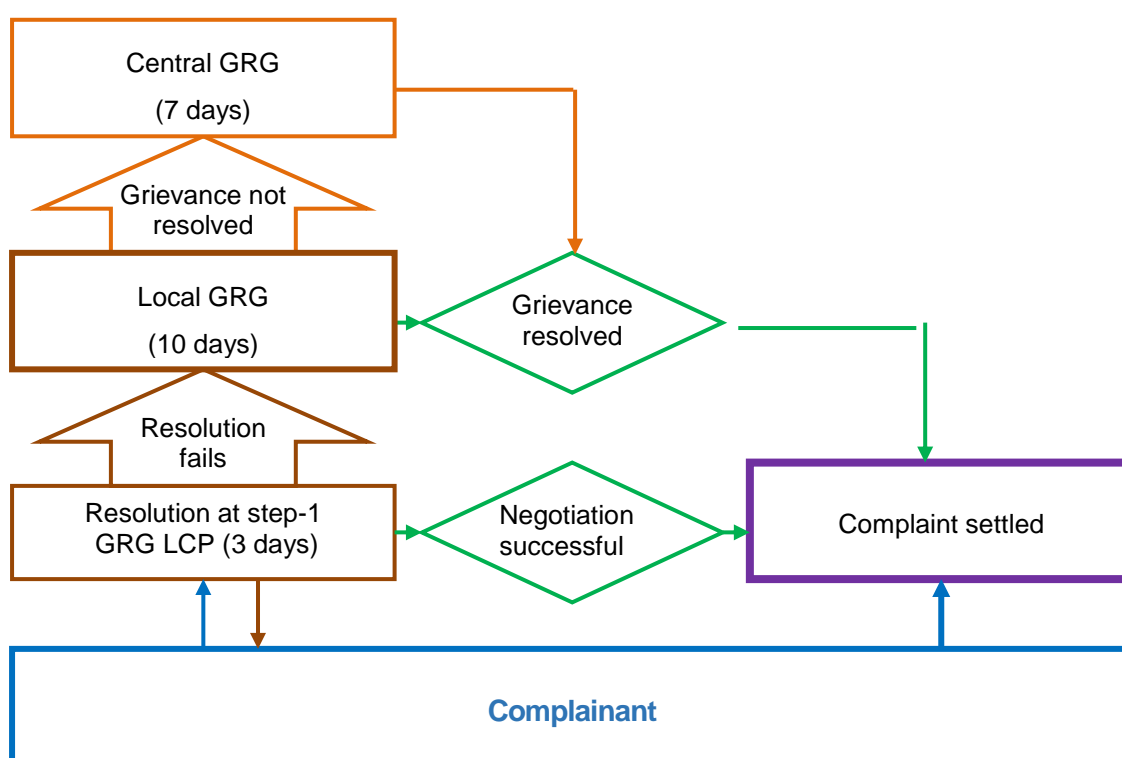 Central GRG
(7 days)
Grievance not
resolved
Local GRG
(10 days)
Grievance
resolved
Resolution
fails
Resolution at step-1
GRG LCP (3 days)
Negotiation
successful
Complaint settled
Complainant